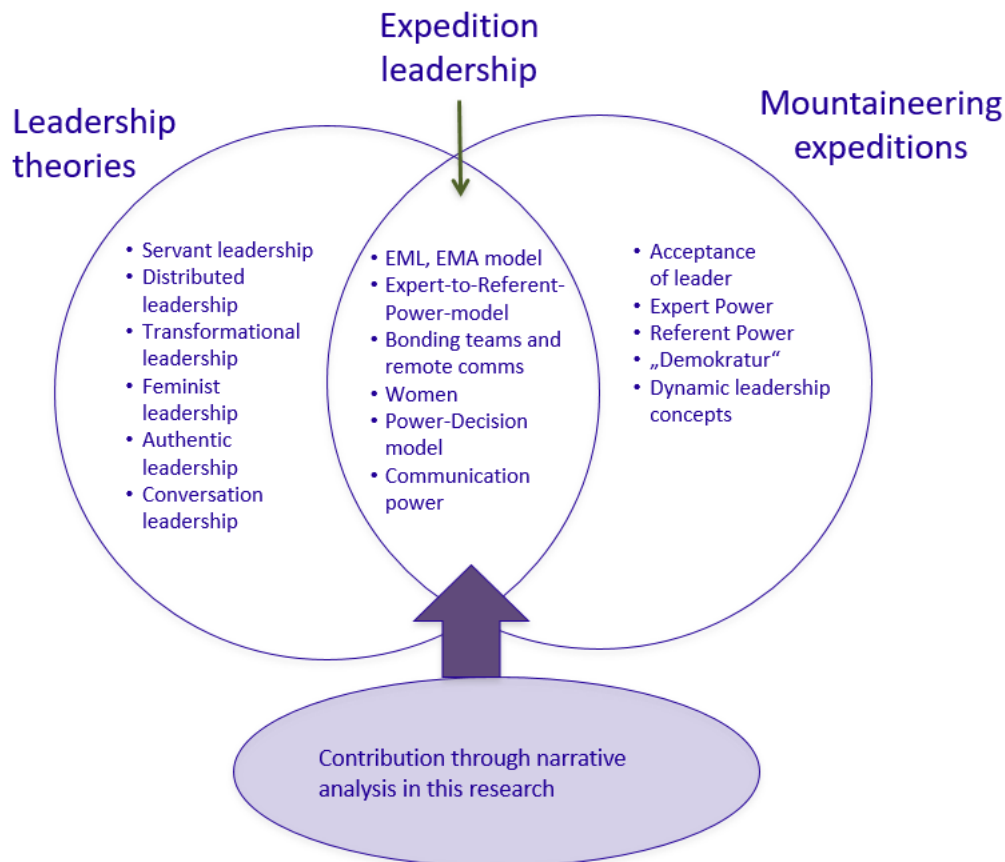 Expedition
leadership
Leadership
theories
Mountaineering
expeditions
• Servant leadership
• Distributed
leadership
• Transformational
leadership
• Feminist
leadership
• Authentic
leadership
• Conversation
leadership
• EML, EMA model
• Expert-to-Referent-
Power-model
• Bonding teams and
remote comms
• Women
• Power-Decision
model
• Communication
power
• Acceptance
of leader
• Expert Power
• Referent Power
• „Demokratur“
• Dynamic leadership
concepts
Contribution through narrative
analysis in this research